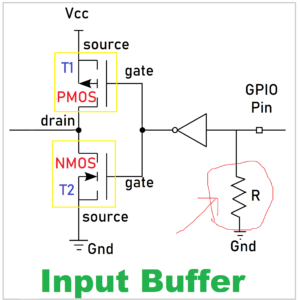 Vcc
source
T1
gate
PMOS
GPIO
Pin
drain
NMOS
gate
T2
R
source
Gnd
Gnd
Input Buffer